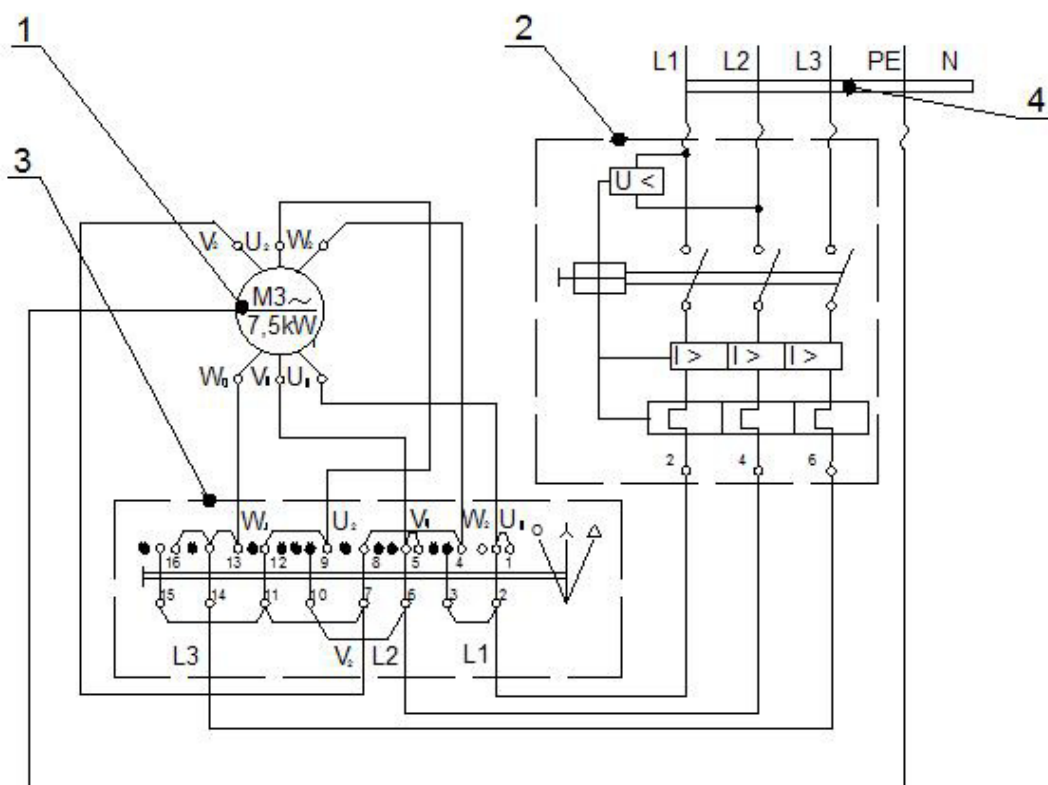 1
2
L1 L2 L3 PE N
4
3
U <
V₂ U₂ W₂
M3~
7,5kW
I > I > I >
W₁ V₁ U₁
2 4 6
W₁ U₂ V₁ W₂ U₁
16 13 12 9 8 5 4 1
15 14 11 10 7 6 3 2
L3 V₂ L2 L1